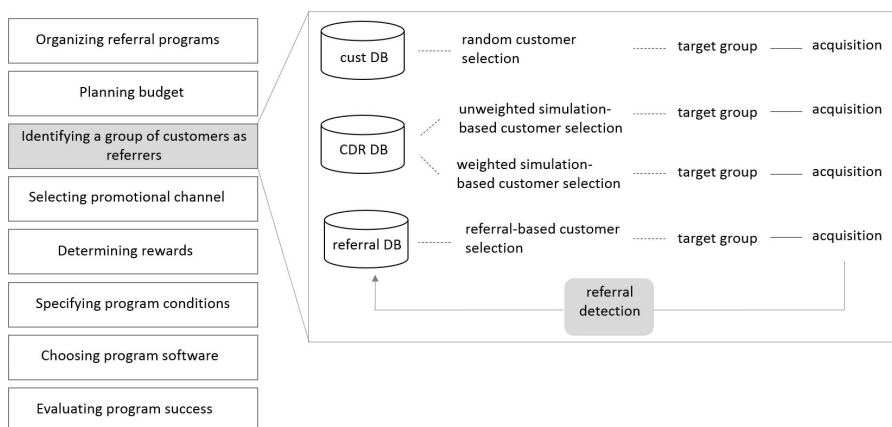 Organizing referral programs
Planning budget
Identifying a group of customers as
referrers
Selecting promotional channel
Determining rewards
Specifying program conditions
Choosing program software
Evaluating program success
cust DB
random customer
selection
target group
acquisition
CDR DB
unweighted simulation-
based customer selection
target group
acquisition
weighted simulation-
based customer selection
target group
acquisition
referral DB
referral-based customer
selection
target group
acquisition
referral
detection